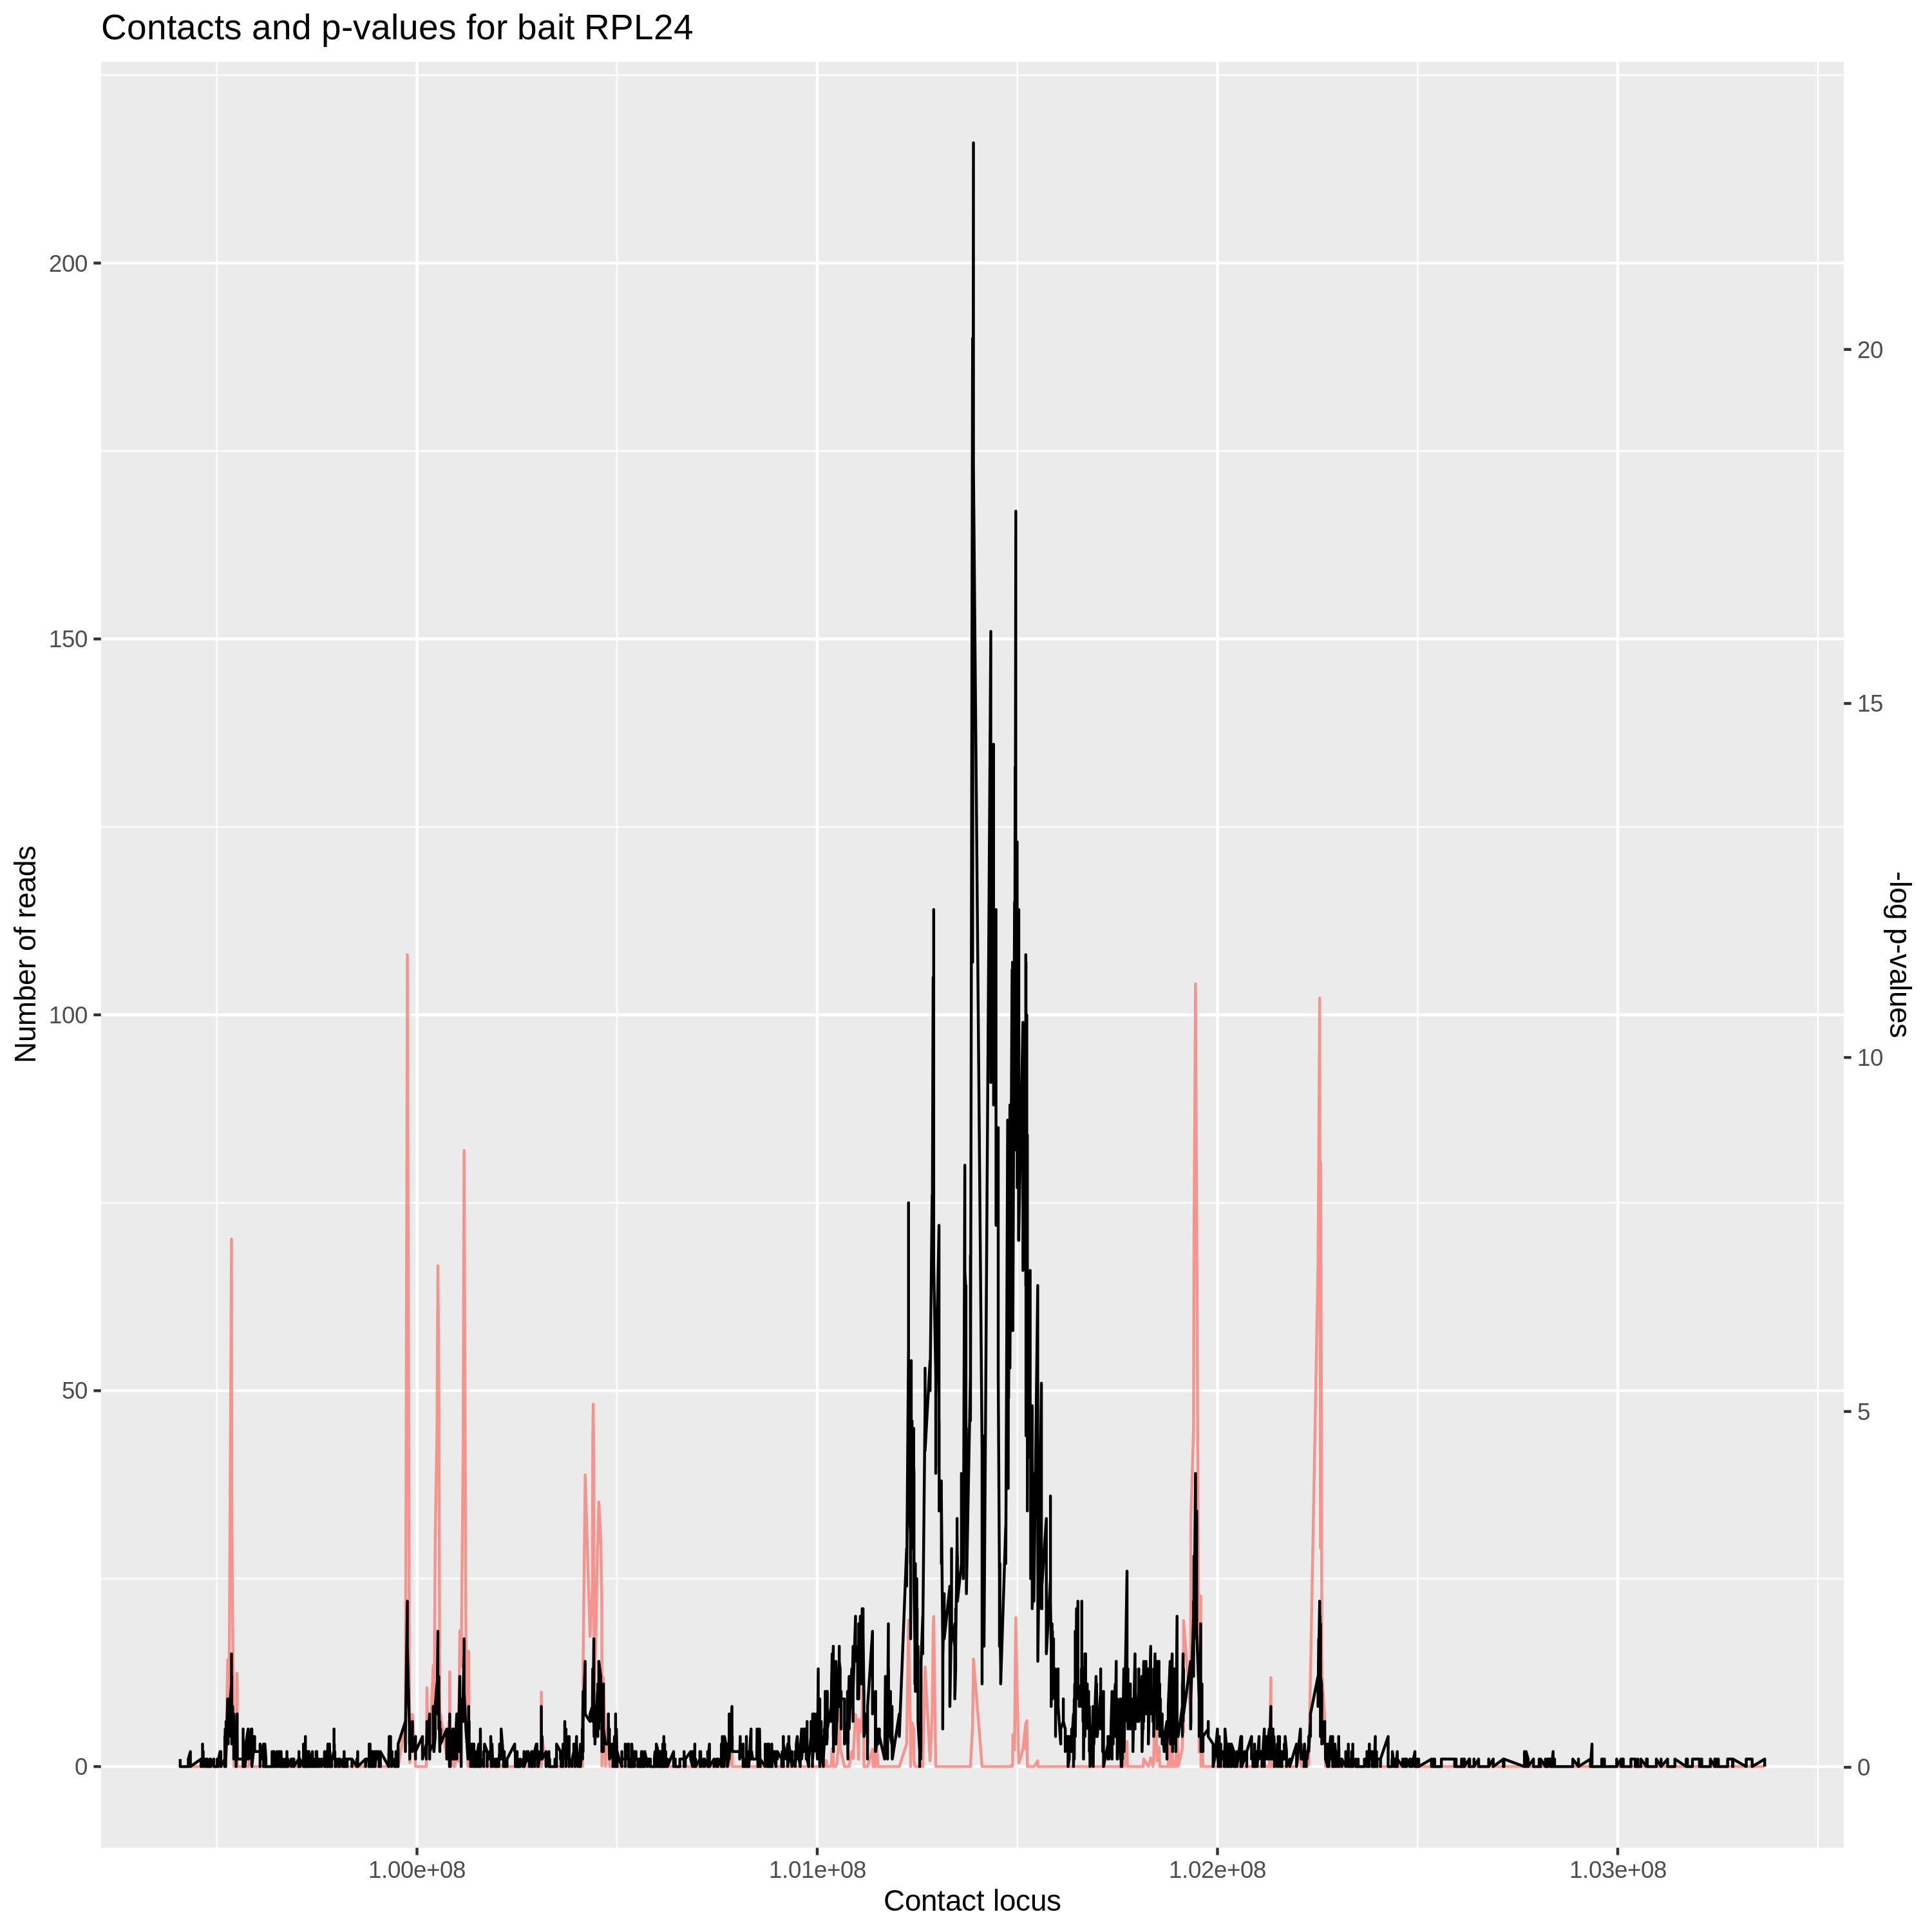 Contacts and p-values for bait RPL24
200
150
100
50
0
Number of reads
20
15
10
5
0
-log p-values
1.00e+08
1.01e+08
1.02e+08
1.03e+08
Contact locus